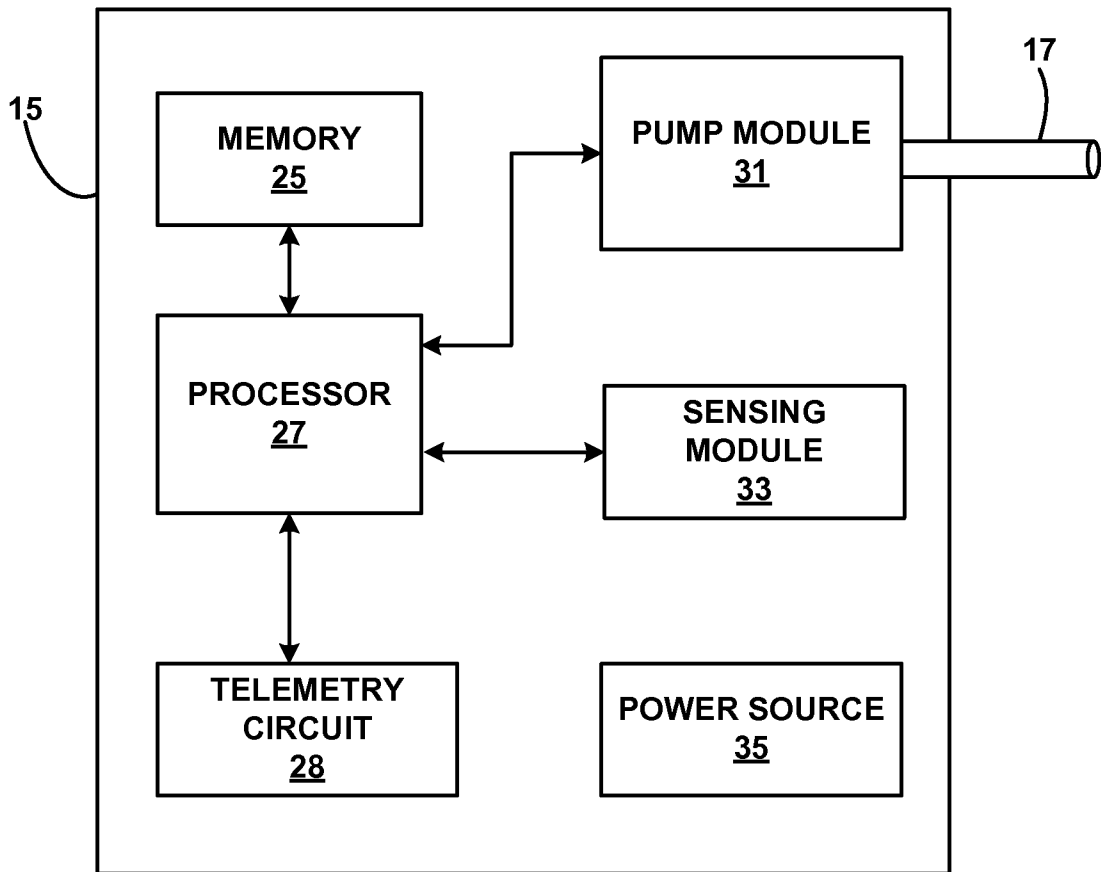 17
15
MEMORY
25
PUMP MODULE
31
PROCESSOR
27
SENSING
MODULE
33
TELEMETRY
CIRCUIT
28
POWER SOURCE
35